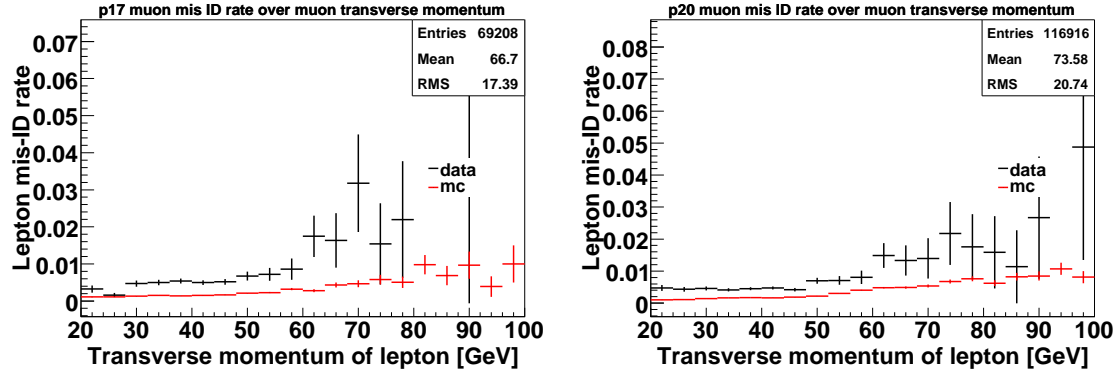 p17 muon mis ID rate over muon transverse momentum
Entries 69208
Mean 66.7
RMS 17.39
Lepton mis-ID rate
0.07
0.06
0.05
0.04
0.03
0.02
0.01
0
data
mc
20 30 40 50 60 70 80 90 100
Transverse momentum of lepton [GeV]
p20 muon mis ID rate over muon transverse momentum
Entries 116916
Mean 73.58
RMS 20.74
Lepton mis-ID rate
0.08
0.07
0.06
0.05
0.04
0.03
0.02
0.01
0
data
mc
20 30 40 50 60 70 80 90 100
Transverse momentum of lepton [GeV]